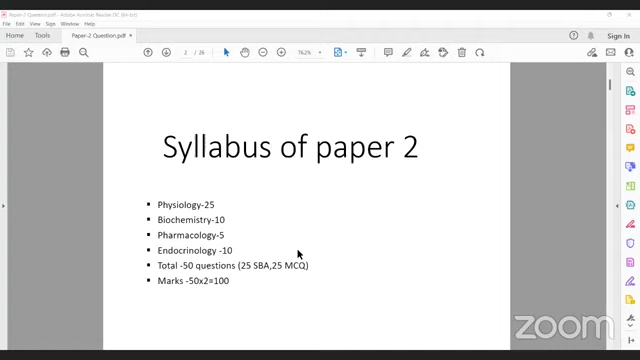 Paper-2 Question.pdf - Adobe Acrobat Reader DC (64-bit)
File Edit View Sign Window Help
Home Tools Paper-2 Question.pdf × Sign In
2 / 26 762%
Syllabus of paper 2
▪ Physiology-25
▪ Biochemistry-10
▪ Pharmacology-5
▪ Endocrinology -10
▪ Total -50 questions (25 SBA,25 MCQ)
▪ Marks -50x2=100
zoom